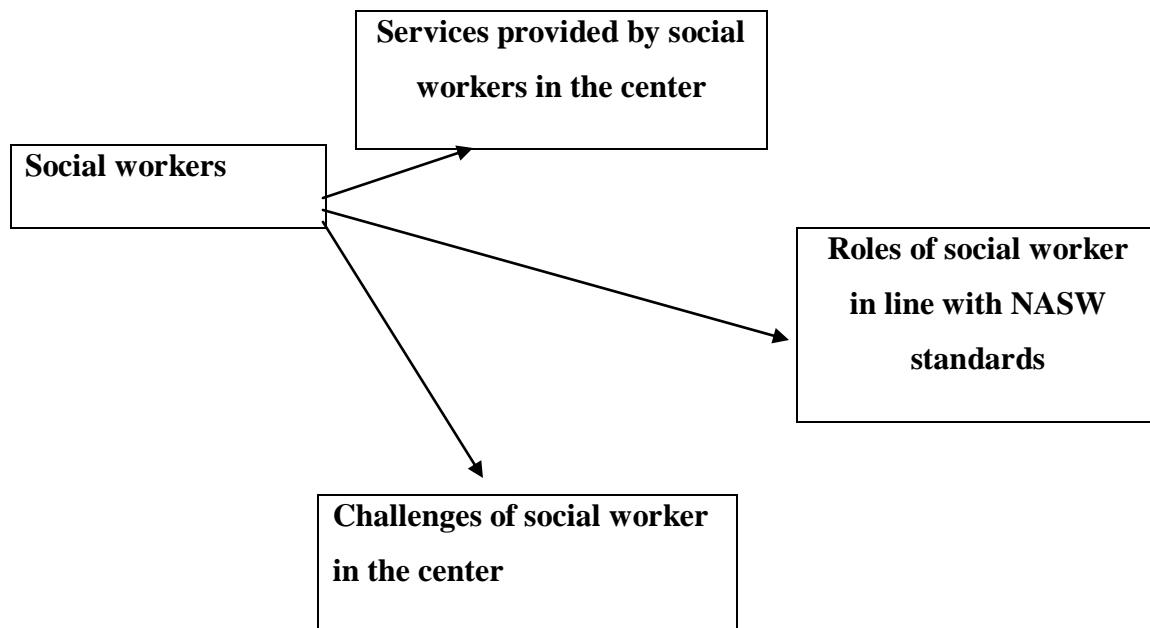 Services provided by social
workers in the center
Social workers
Roles of social worker
in line with NASW
standards
Challenges of social worker
in the center